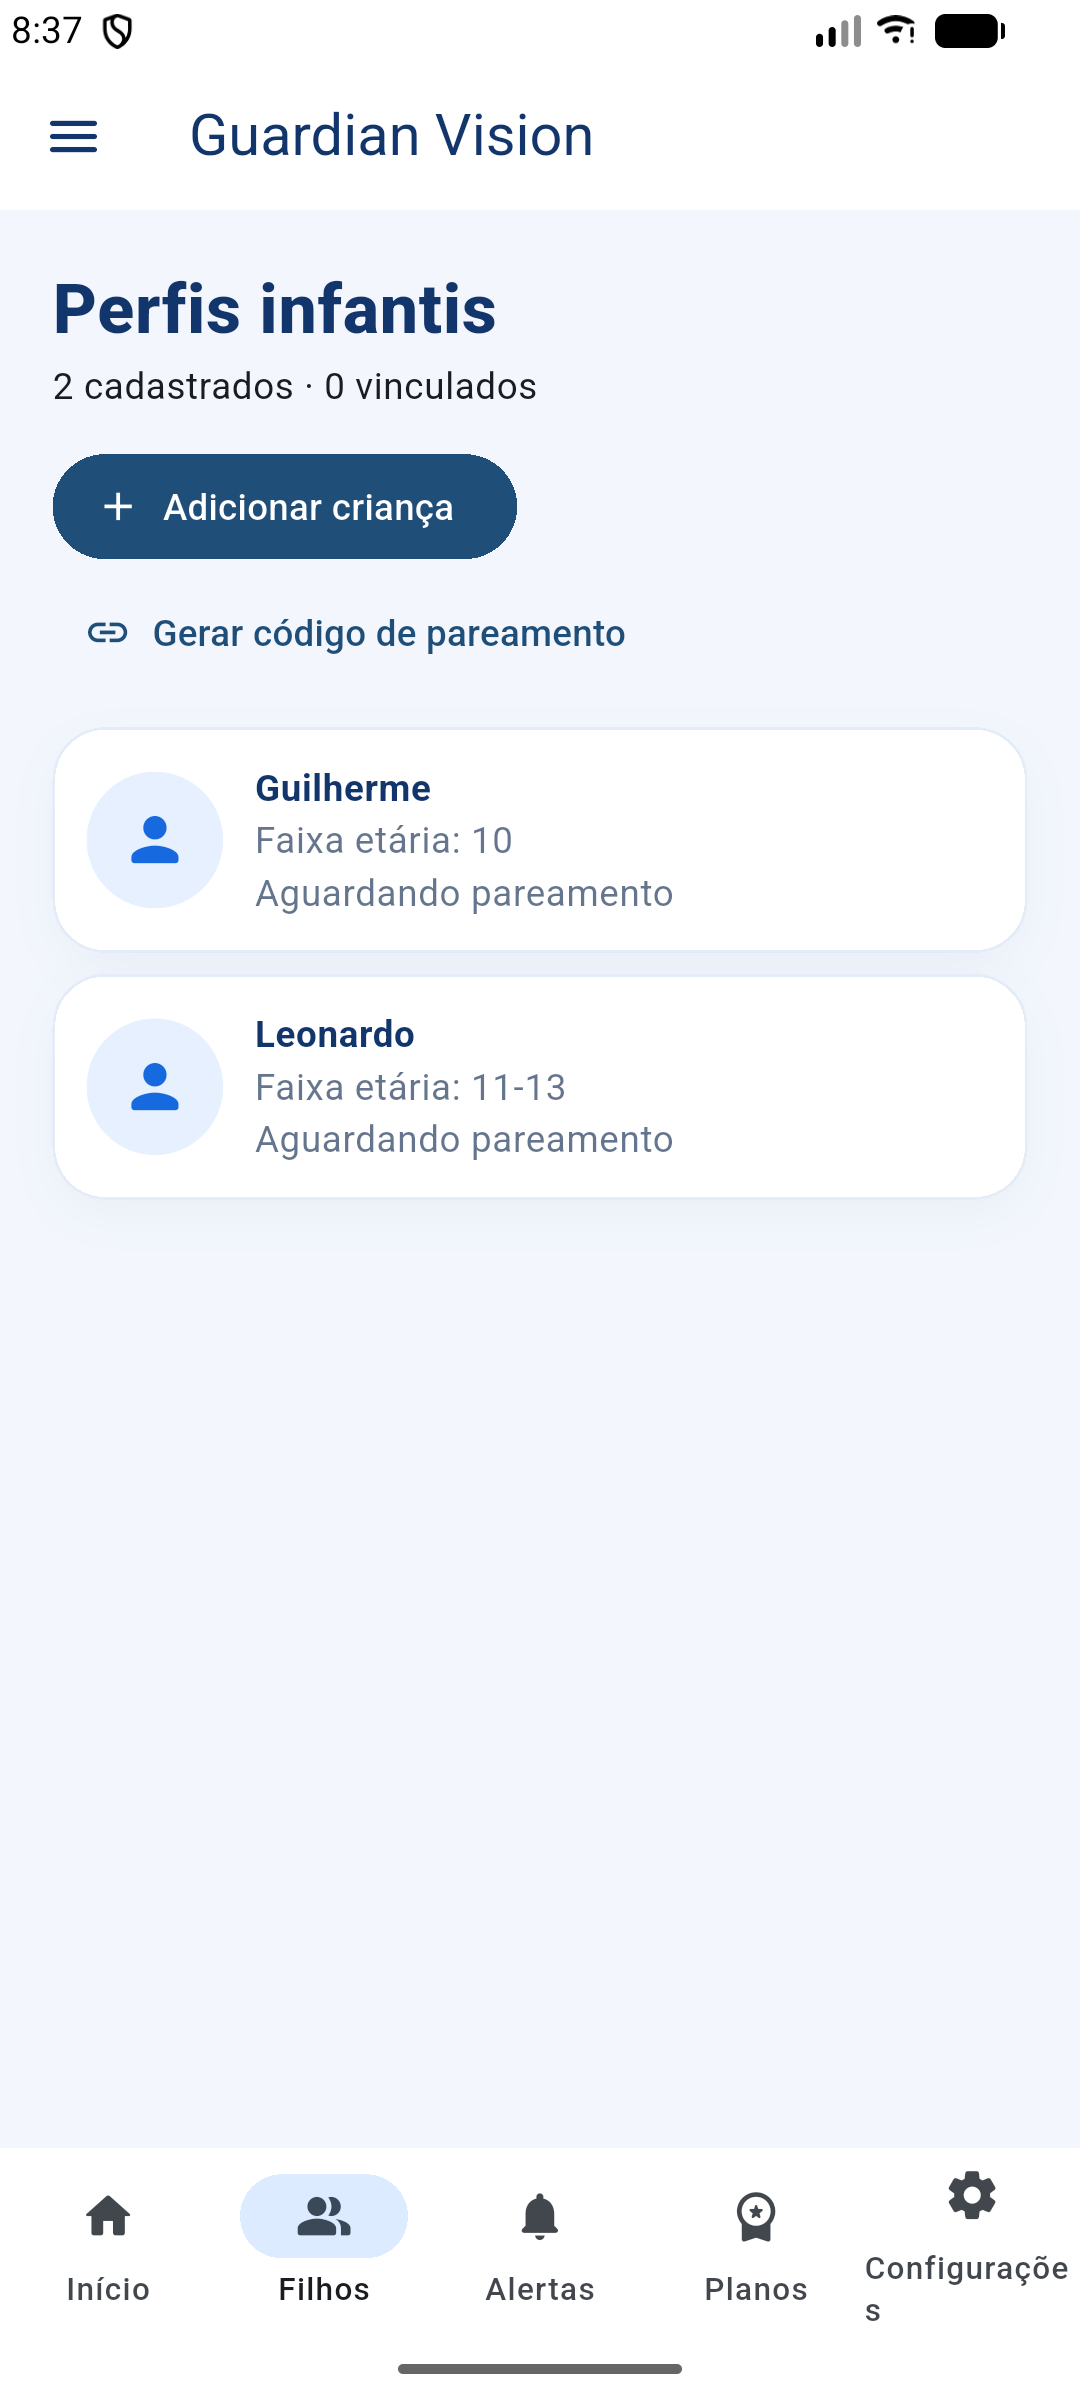 8:37
Guardian Vision
Perfis infantis
2 cadastrados · 0 vinculados
Adicionar criança
Gerar código de pareamento
Guilherme
Faixa etária: 10
Aguardando pareamento
Leonardo
Faixa etária: 11-13
Aguardando pareamento
Início
Filhos
Alertas
Planos
Configuraçõe
s